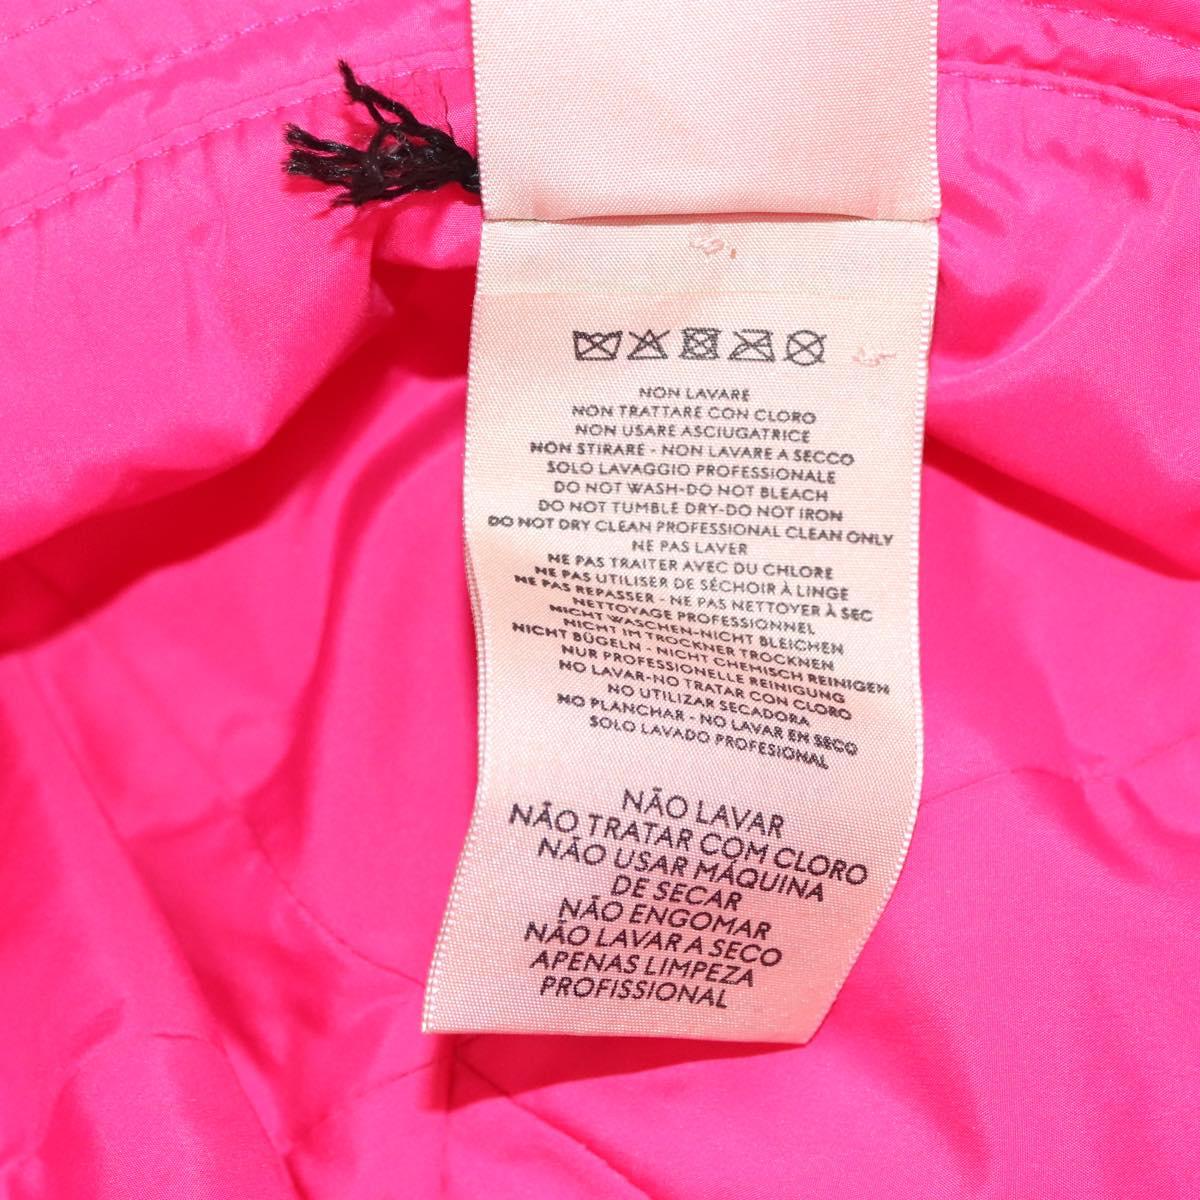 NON LAVARE
NON TRATTARE CON CLORO
NON USARE ASCIUGATRICE
NON STIRARE - NON LAVARE A SECCO
SOLO LAVAGGIO PROFESSIONALE
DO NOT WASH-DO NOT BLEACH
DO NOT TUMBLE DRY-DO NOT IRON
DO NOT DRY CLEAN PROFESSIONAL CLEAN ONLY
NE PAS LAVER
NE PAS TRAITER AVEC DU CHLORE
NE PAS UTILISER DE SÉCHOIR À LINGE
NE PAS REPASSER - NE PAS NETTOYER À SEC
NETTOYAGE PROFESSIONNEL
NICHT WASCHEN-NICHT BLEICHEN
NICHT IM TROCKNER TROCKNEN
NICHT BÜGELN - NICHT CHEMISCH REINIGEN
NUR PROFESSIONELLE REINIGUNG
NO LAVAR-NO TRATAR CON CLORO
NO UTILIZAR SECADORA
NO PLANCHAR - NO LAVAR EN SECO
SOLO LAVADO PROFESIONAL
NÃO LAVAR
NÃO TRATAR COM CLORO
NÃO USAR MÁQUINA
DE SECAR
NÃO ENGOMAR
NÃO LAVAR A SECO
APENAS LIMPEZA
PROFISSIONAL